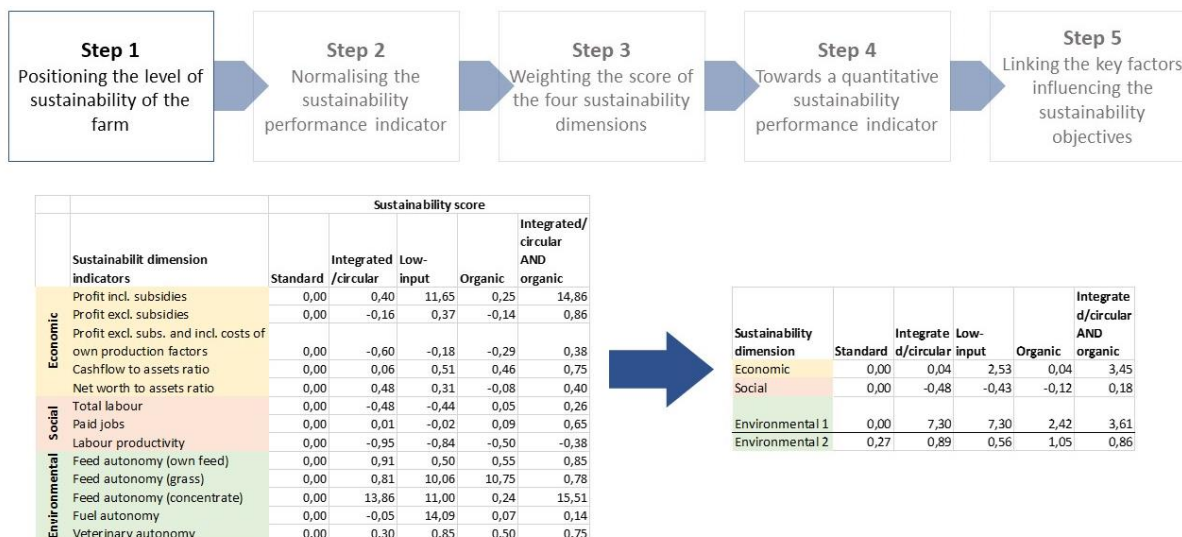 Step 1
Positioning the level of
sustainability of the
farm
Step 2
Normalising the
sustainability
performance indicator
Step 3
Weighting the score of
the four sustainability
dimensions
Step 4
Towards a quantitative
sustainability
performance indicator
Step 5
Linking the key factors
influencing the
sustainability
objectives
Sustainability score
Sustainabilit dimension
indicators
Standard
Integrated
/circular
Low-
input
Organic
Integrated/
circular
AND
organic
Economic
Profit incl. subsidies 0,00 0,40 11,65 0,25 14,86
Profit excl. subsidies 0,00 -0,16 0,37 -0,14 0,86
Profit excl. subs. and incl. costs of
own production factors 0,00 -0,60 -0,18 -0,29 0,38
Cashflow to assets ratio 0,00 0,06 0,51 0,46 0,75
Net worth to assets ratio 0,00 0,48 0,31 -0,08 0,40
Social
Total labour 0,00 -0,48 -0,44 0,05 0,26
Paid jobs 0,00 0,01 -0,02 0,09 0,65
Labour productivity 0,00 -0,95 -0,84 -0,50 -0,38
Environmental
Feed autonomy (own feed) 0,00 0,91 0,50 0,55 0,85
Feed autonomy (grass) 0,00 0,81 10,06 10,75 0,78
Feed autonomy (concentrate) 0,00 13,86 11,00 0,24 15,51
Fuel autonomy 0,00 -0,05 14,09 0,07 0,14
Veterinary autonomy 0,00 0,30 0,85 0,50 0,75
Sustainability
dimension
Standard
Integrate
d/circular
Low-
input
Organic
Integrate
d/circular
AND
organic
Economic 0,00 0,04 2,53 0,04 3,45
Social 0,00 -0,48 -0,43 -0,12 0,18
Environmental 1 0,00 7,30 7,30 2,42 3,61
Environmental 2 0,27 0,89 0,56 1,05 0,86